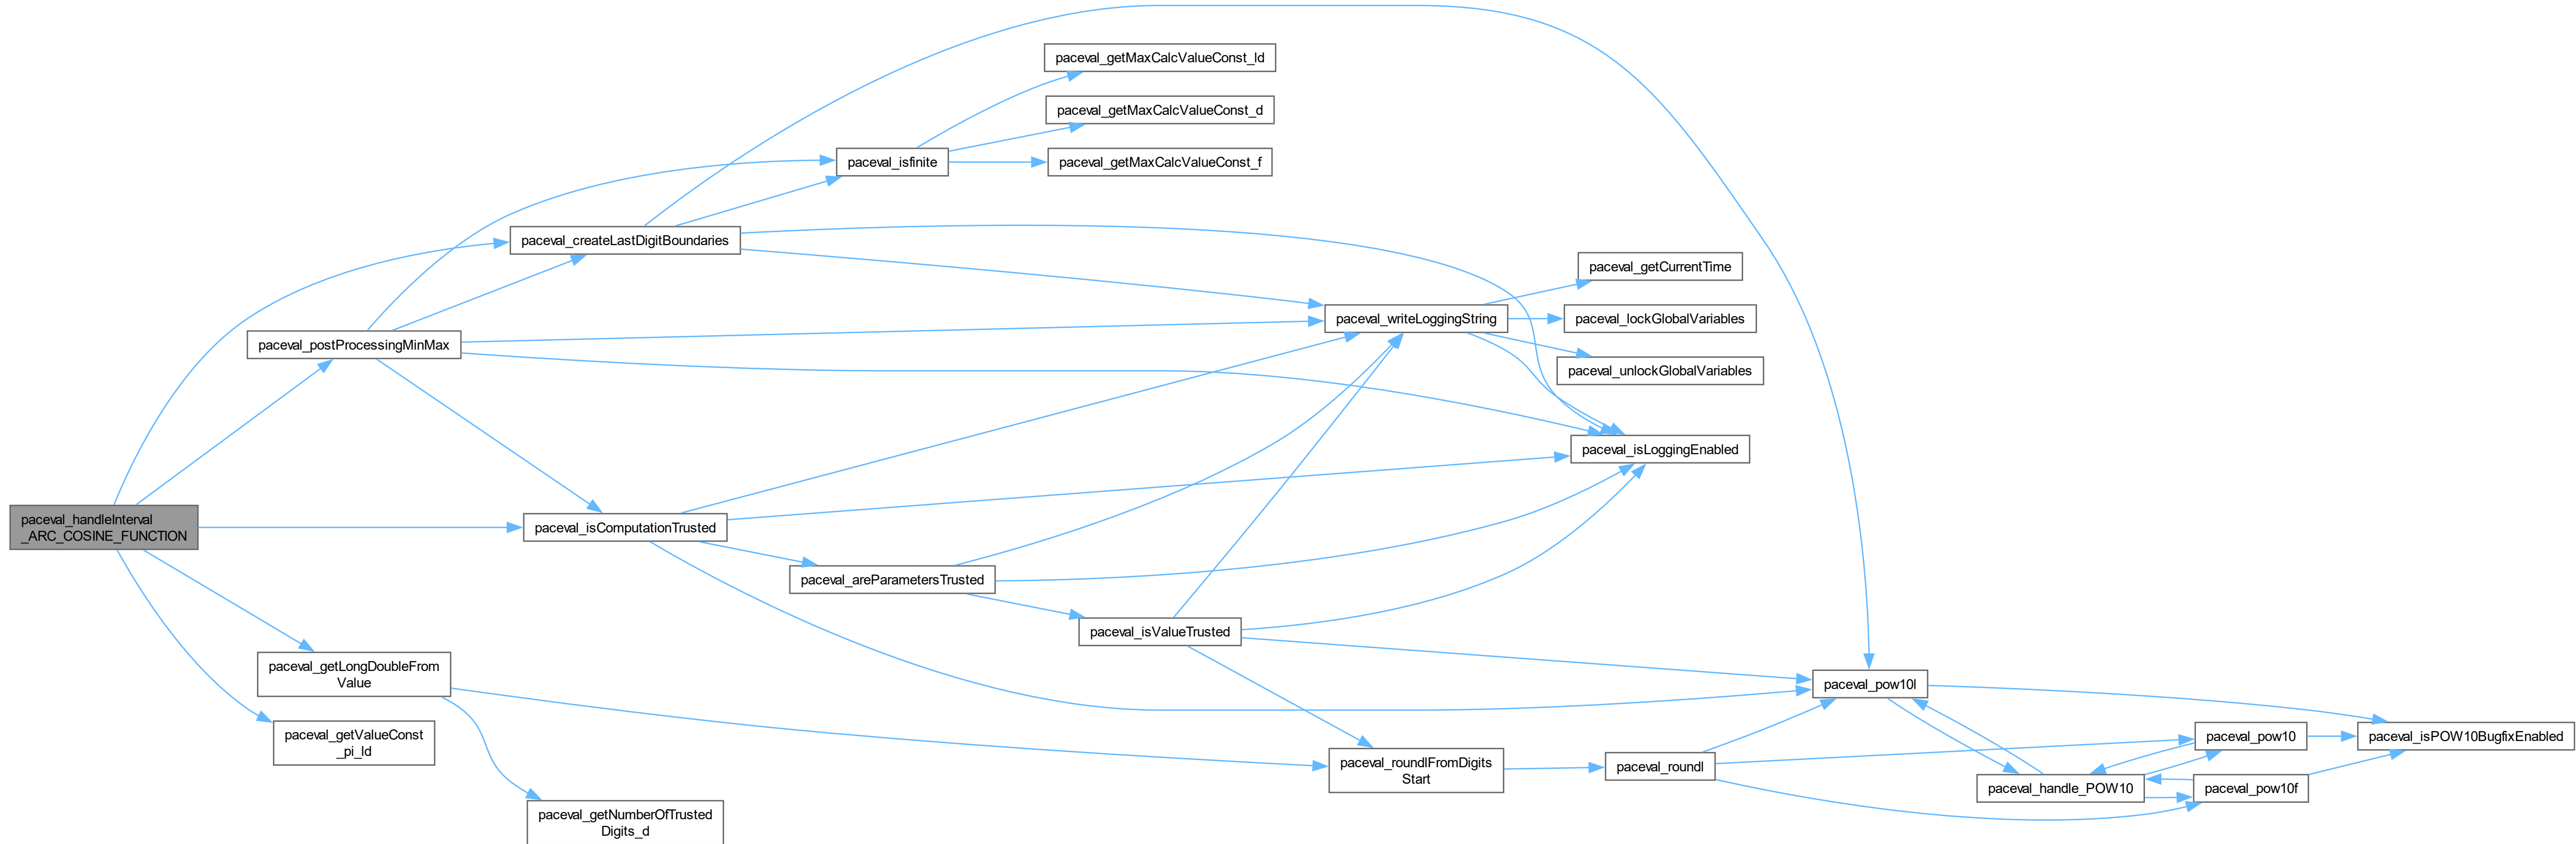 paceval_getMaxCalcValueConst_ld
paceval_getMaxCalcValueConst_d
paceval_isfinite
paceval_getMaxCalcValueConst_f
paceval_createLastDigitBoundaries
paceval_getCurrentTime
paceval_writeLoggingString
paceval_lockGlobalVariables
paceval_postProcessingMinMax
paceval_unlockGlobalVariables
paceval_isLoggingEnabled
paceval_handleInterval
_ARC_COSINE_FUNCTION
paceval_isComputationTrusted
paceval_areParametersTrusted
paceval_isValueTrusted
paceval_getLongDoubleFrom
Value
paceval_pow10l
paceval_getValueConst
_pi_ld
paceval_pow10
paceval_isPOW10BugfixEnabled
paceval_roundlFromDigits
Start
paceval_roundl
paceval_handle_POW10
paceval_pow10f
paceval_getNumberOfTrusted
Digits_d